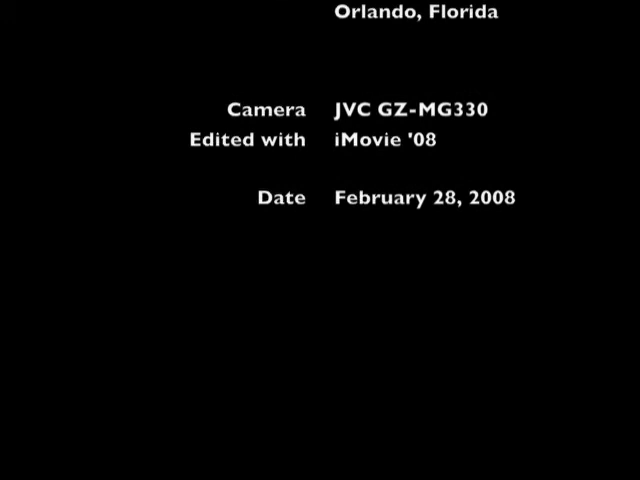 Orlando, Florida
Camera JVC GZ-MG330
Edited with iMovie '08
Date February 28, 2008